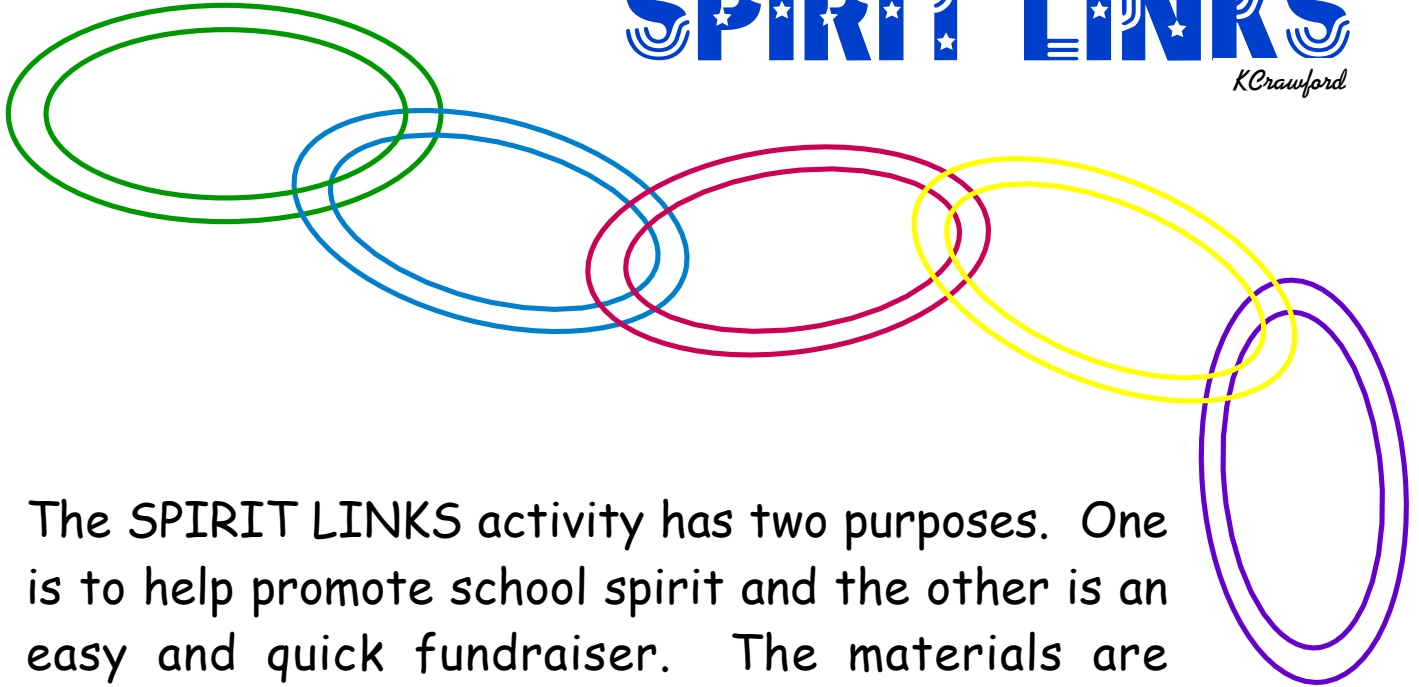 SPIRIT LINKS
KCrawford
The SPIRIT LINKS activity has two purposes.  One
is to help promote school spirit and the other is an
easy and quick fundraiser.  The materials are